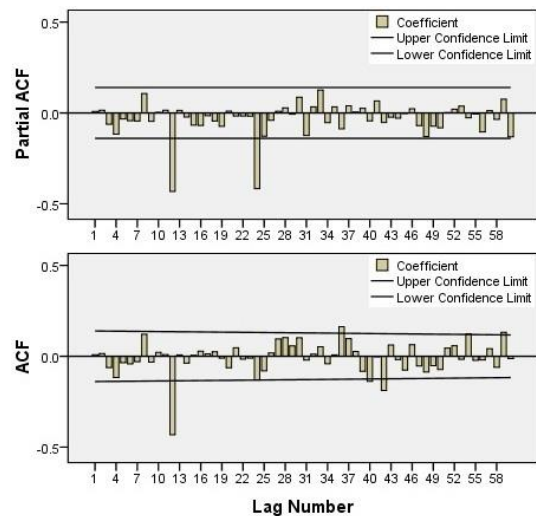 0.5
0.0
-0.5
Partial ACF
Coefficient
Upper Confidence Limit
Lower Confidence Limit
1 4 7 10 13 16 19 22 25 28 31 34 37 40 43 46 49 52 55 58
0.5
0.0
-0.5
ACF
Coefficient
Upper Confidence Limit
Lower Confidence Limit
1 4 7 10 13 16 19 22 25 28 31 34 37 40 43 46 49 52 55 58
Lag Number